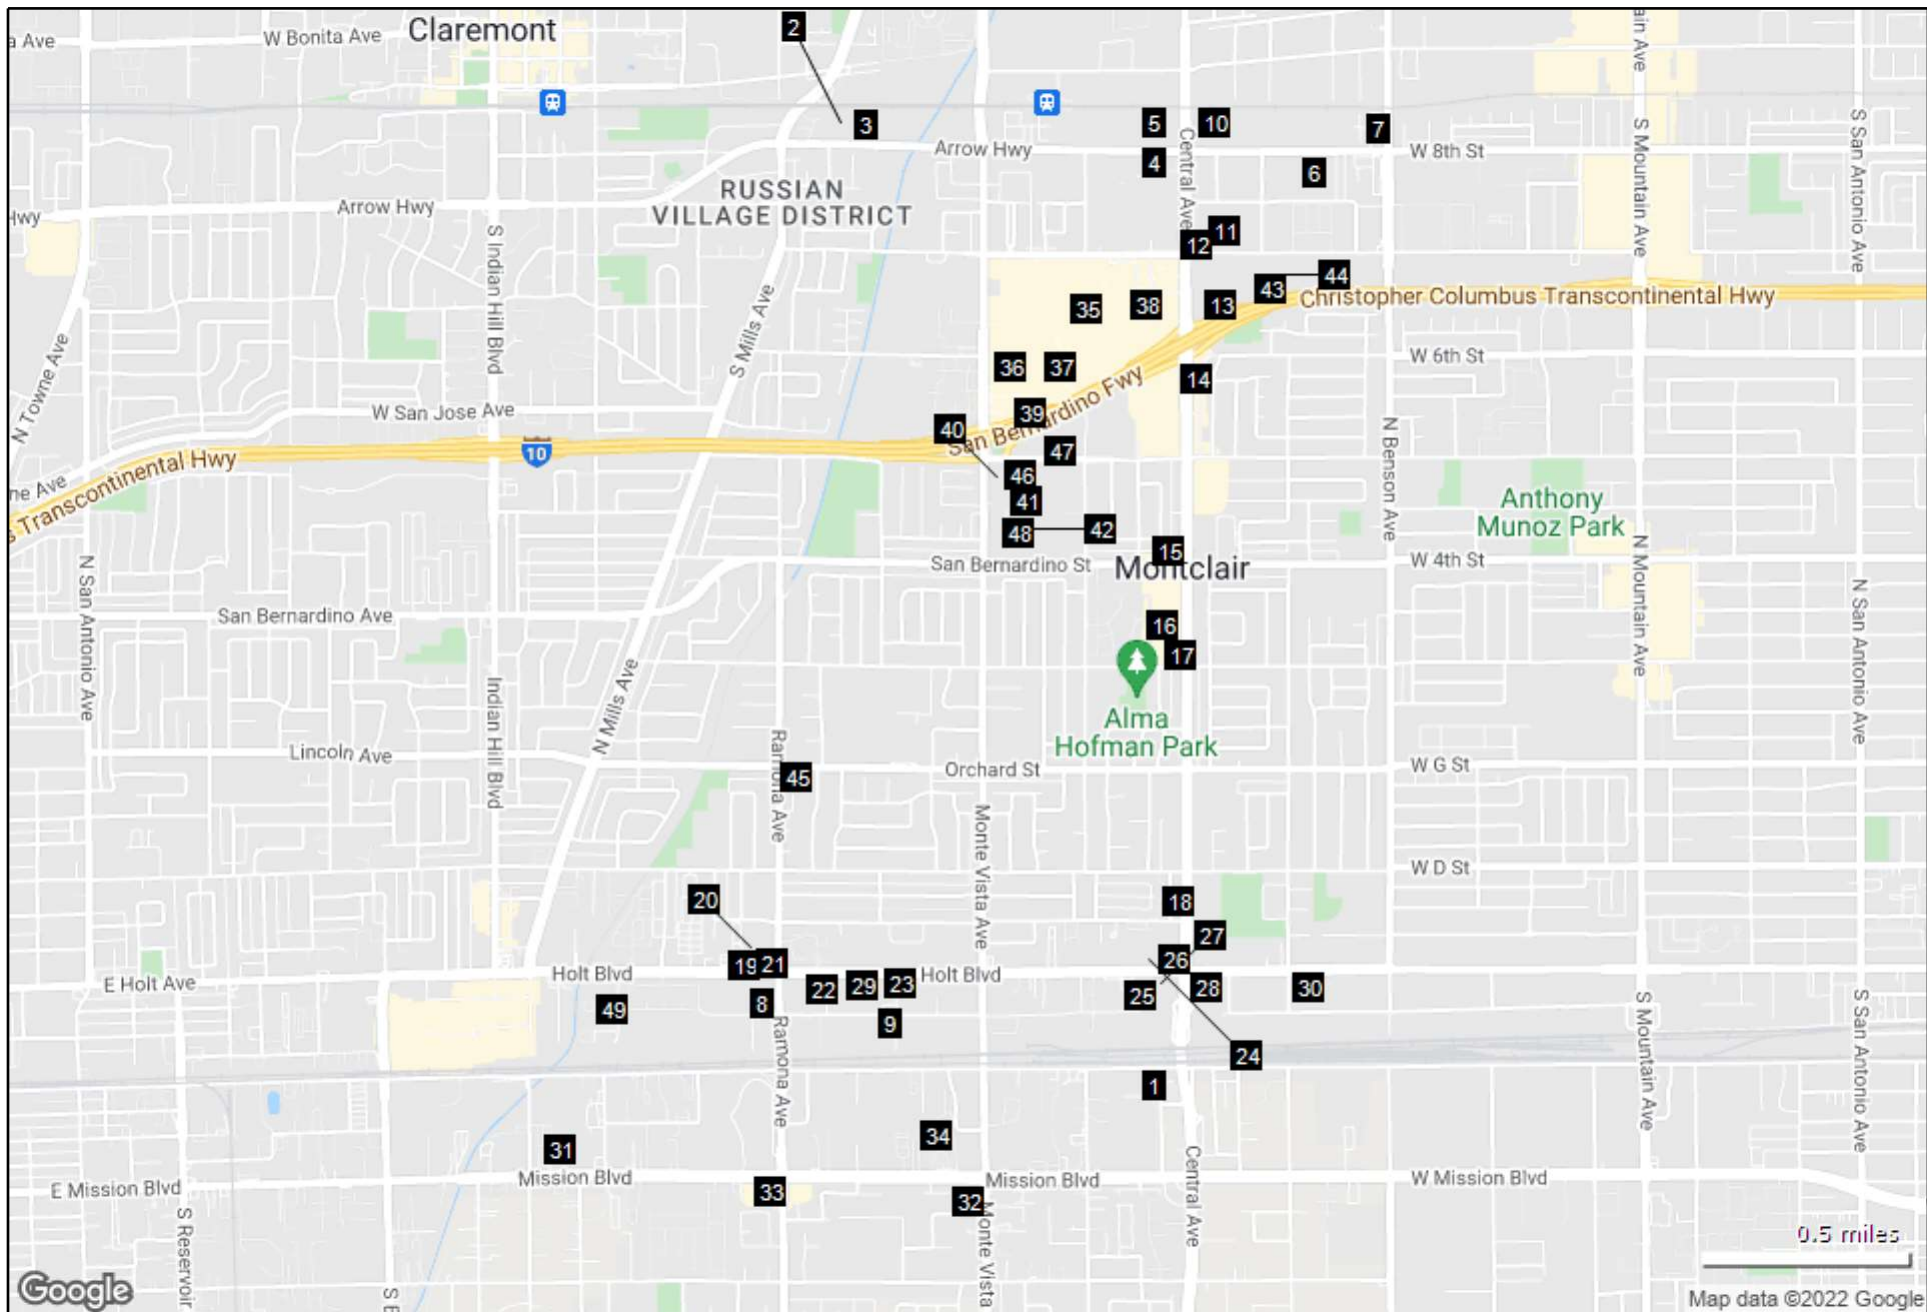 a Ave
W Bonita Ave
Claremont
2
ain Ave
3
5
10
7
Arrow Hwy
W 8th St
4
6
Central Ave
S Mountain Ave
S San Antonio Ave
RUSSIAN
VILLAGE DISTRICT
Arrow Hwy
Hwy
S Indian Hill Blvd
11
12
44
43
Christopher Columbus Transcontinental Hwy
35
38
13
S Mills Ave
N Towne Ave
36
37
W 6th St
14
W San Jose Ave
39
40
San Bernardino Fwy
N Benson Ave
10
47
s Transcontinental Hwy
ne Ave
46
41
48
42
Anthony
Munoz Park
15
San Bernardino St
Montclair
W 4th St
N San Antonio Ave
N Mountain Ave
N San Antonio Ave
San Bernardino Ave
16
17
Indian Hill Blvd
N Mills Ave
Alma
Hofman Park
Lincoln Ave
Ramona Ave
45
Orchard St
W G St
Monte Vista Ave
W D St
20
18
27
19
21
26
Holt Blvd
Holt Blvd
E Holt Ave
22
29
23
25
28
30
49
8
9
S Mountain Ave
S San Antonio Ave
Ramona Ave
24
1
34
31
Central Ave
E Mission Blvd
Mission Blvd
Mission Blvd
W Mission Blvd
33
32
S Reservoir
Monte Vista
0.5 miles
Google
S E
Map data ©2022 Google